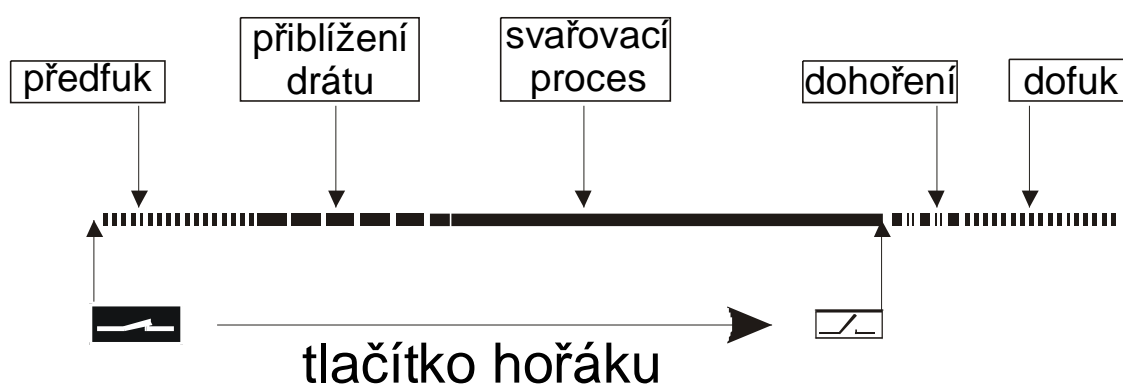 předfuk
přiblížení
drátu
svařovací
proces
dohoření
dofuk
tlačítko hořáku